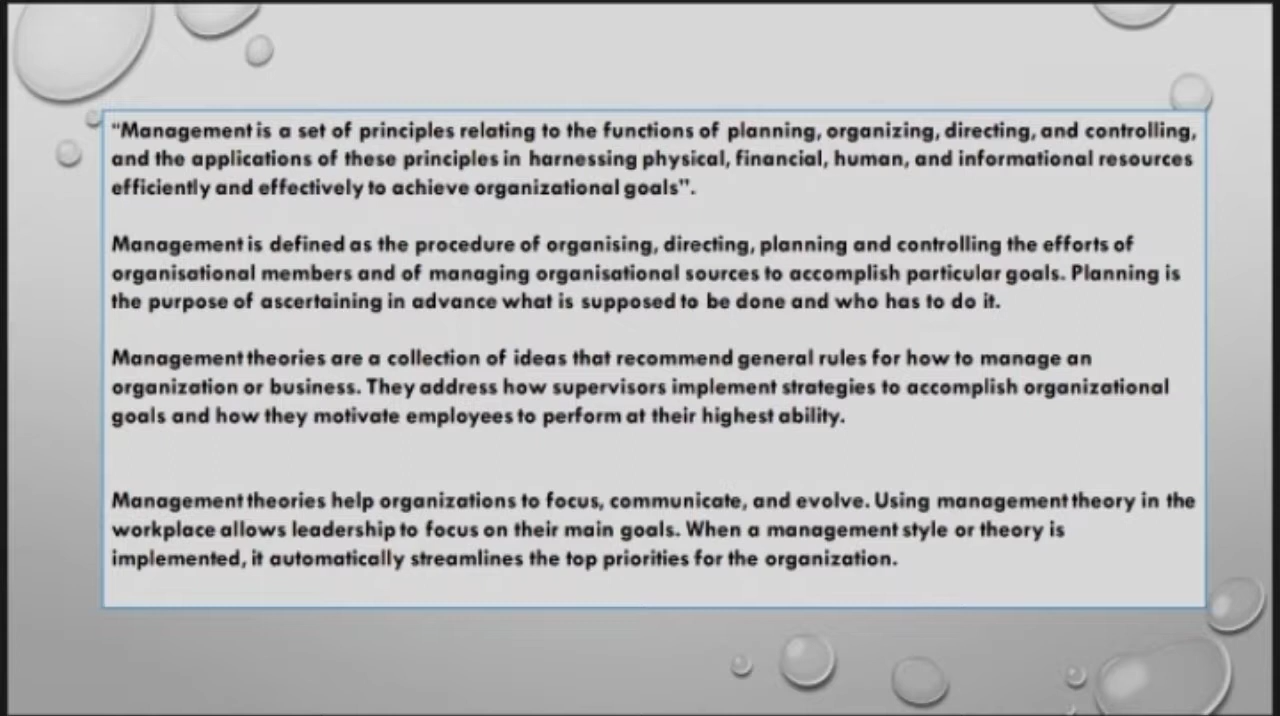 “Management is a set of principles relating to the functions of planning, organizing, directing, and controlling,
and the applications of these principles in harnessing physical, financial, human, and informational resources
efficiently and effectively to achieve organizational goals”.
Management is defined as the procedure of organising, directing, planning and controlling the efforts of
organisational members and of managing organisational sources to accomplish particular goals. Planning is
the purpose of ascertaining in advance what is supposed to be done and who has to do it.
Management theories are a collection of ideas that recommend general rules for how to manage an
organization or business. They address how supervisors implement strategies to accomplish organizational
goals and how they motivate employees to perform at their highest ability.
Management theories help organizations to focus, communicate, and evolve. Using management theory in the
workplace allows leadership to focus on their main goals. When a management style or theory is
implemented, it automatically streamlines the top priorities for the organization.